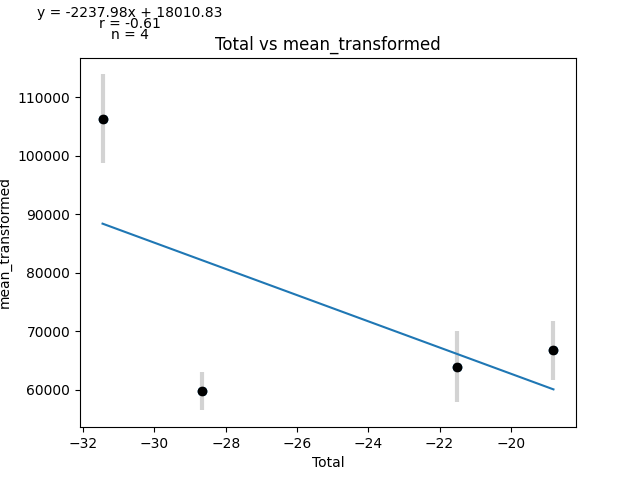 y = -2237.98x + 18010.83
r = -0.61
n = 4
Total vs mean_transformed
110000
100000
90000
80000
70000
60000
mean_transformed
−32
−30
−28
−26
−24
−22
−20
Total